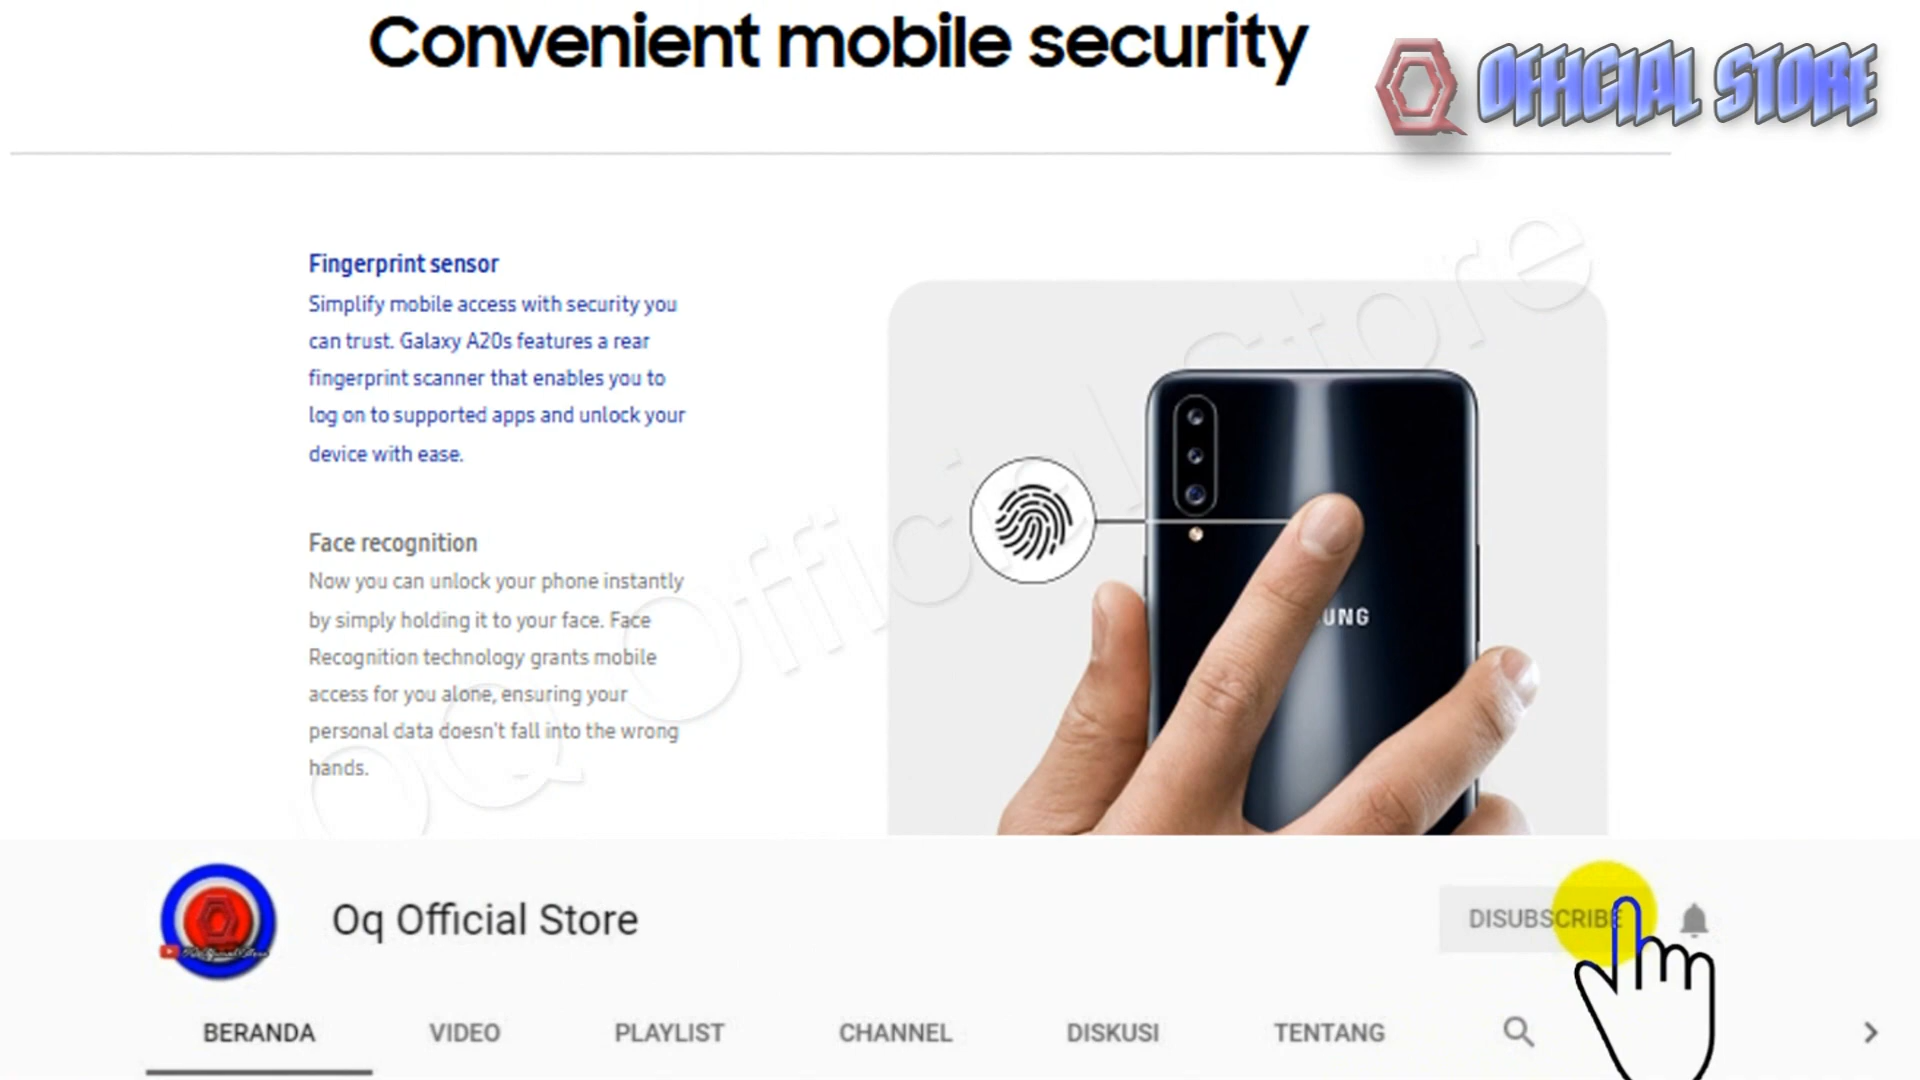 Convenient mobile security
OFFICIAL STORE
Fingerprint sensor
Simplify mobile access with security you
can trust. Galaxy A20s features a rear
fingerprint scanner that enables you to
log on to supported apps and unlock your
device with ease.
Face recognition
Now you can unlock your phone instantly
by simply holding it to your face. Face
Recognition technology grants mobile
access for you alone, ensuring your
personal data doesn't fall into the wrong
hands.
UNG
OQ Official Store
Oq Official Store
DISUBSCRIBE
BERANDA
VIDEO
PLAYLIST
CHANNEL
DISKUSI
TENTANG